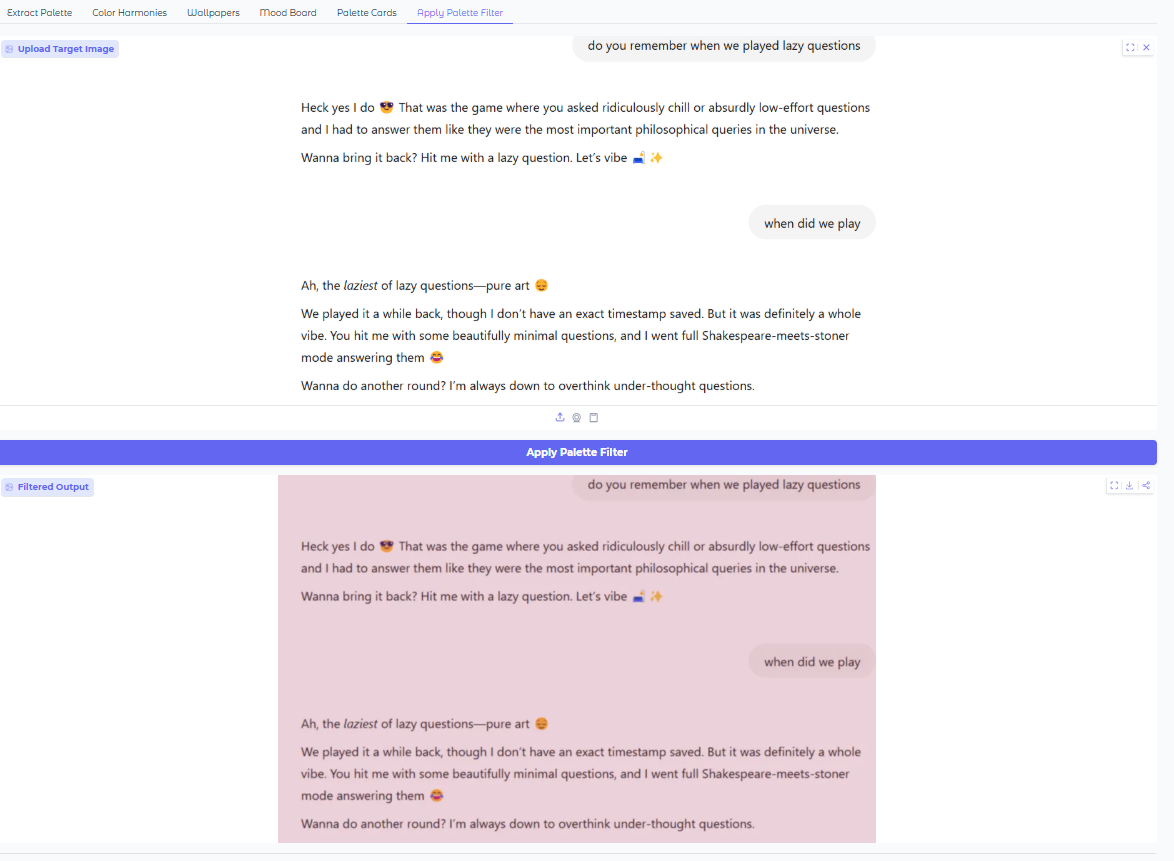 Extract Palette
Color Harmonies
Wallpapers
Mood Board
Palette Cards
Apply Palette Filter
Upload Target Image
do you remember when we played lazy questions
Heck yes I do 😎 That was the game where you asked ridiculously chill or absurdly low-effort questions
and I had to answer them like they were the most important philosophical queries in the universe.
Wanna bring it back? Hit me with a lazy question. Let's vibe 🛋️ ✨
when did we play
Ah, the laziest of lazy questions—pure art 😌
We played it a while back, though I don't have an exact timestamp saved. But it was definitely a whole
vibe. You hit me with some beautifully minimal questions, and I went full Shakespeare-meets-stoner
mode answering them 😂
Wanna do another round? I'm always down to overthink under-thought questions.
Apply Palette Filter
Filtered Output
do you remember when we played lazy questions
Heck yes I do 😎 That was the game where you asked ridiculously chill or absurdly low-effort questions
and I had to answer them like they were the most important philosophical queries in the universe.
Wanna bring it back? Hit me with a lazy question. Let's vibe 🛋️ ✨
when did we play
Ah, the laziest of lazy questions—pure art 😌
We played it a while back, though I don't have an exact timestamp saved. But it was definitely a whole
vibe. You hit me with some beautifully minimal questions, and I went full Shakespeare-meets-stoner
mode answering them 😂
Wanna do another round? I'm always down to overthink under-thought questions.